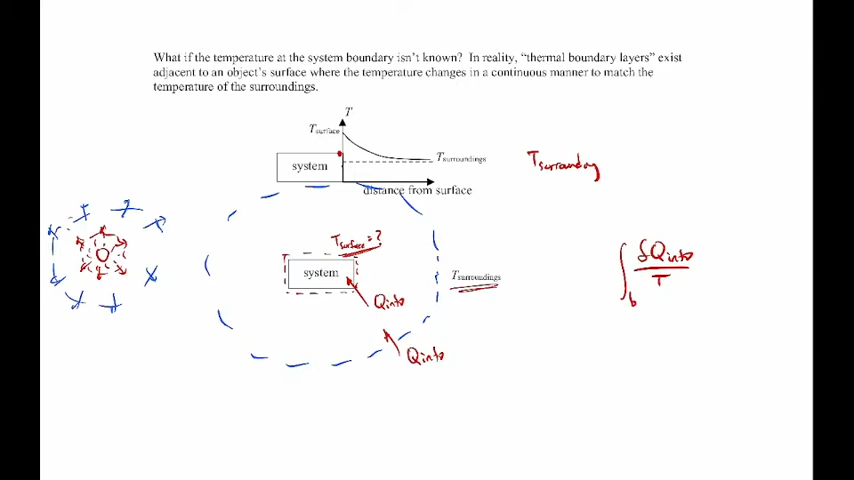 What if the temperature at the system boundary isn't known? In reality, "thermal boundary layers" exist
adjacent to an object's surface where the temperature changes in a continuous manner to match the
temperature of the surroundings.
T
Tsurface
Tsurroundings
system
distance from surface
Tsurrounding
Tsurface = ?
system
Tsurroundings
Qinto
Qinto
∫b δQinto / T